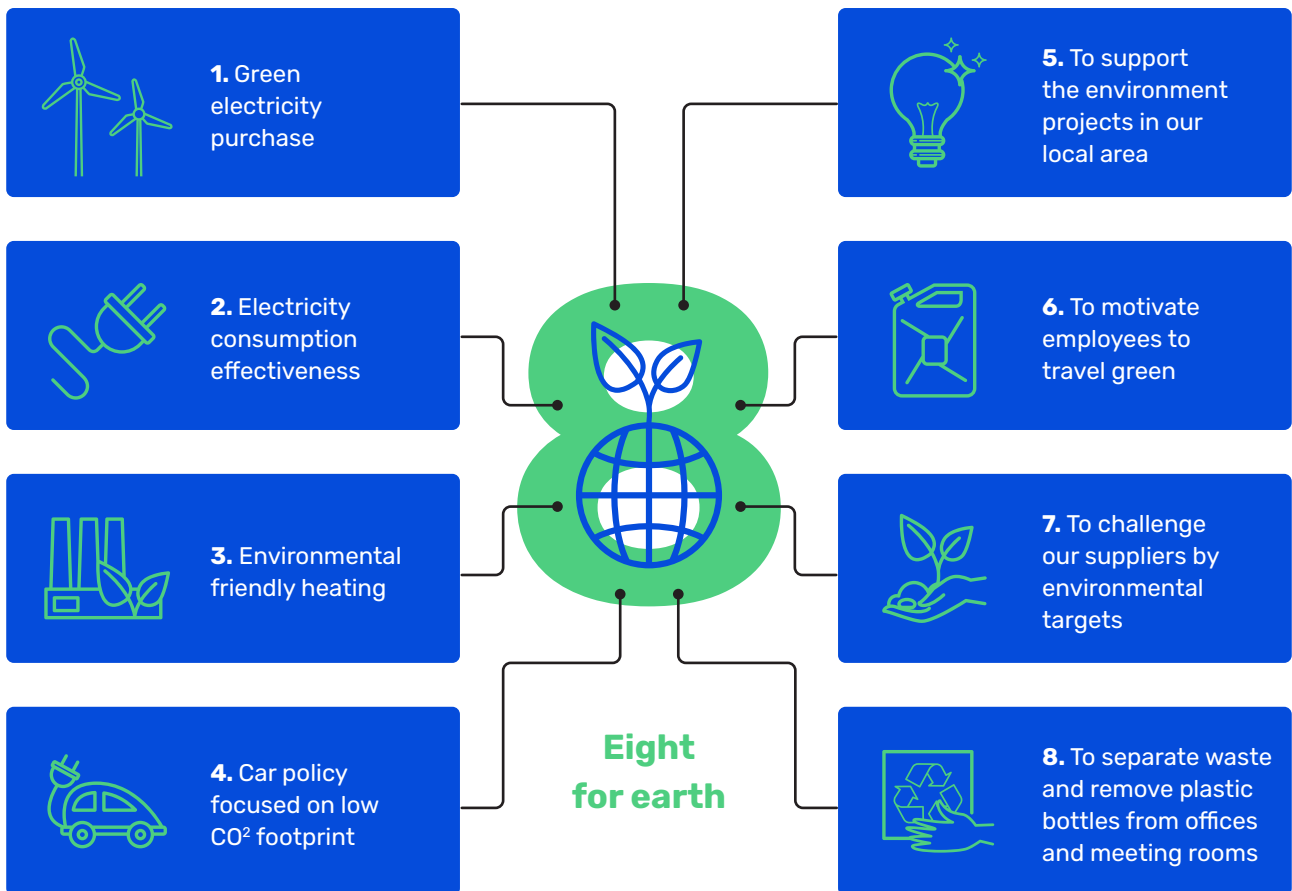 1. Green
electricity
purchase
2. Electricity
consumption
effectiveness
3. Environmental
friendly heating
4. Car policy
focused on low
CO² footprint
5. To support
the environment
projects in our
local area
6. To motivate
employees to
travel green
7. To challenge
our suppliers by
environmental
targets
8. To separate waste
and remove plastic
bottles from offices
and meeting rooms
Eight
for earth